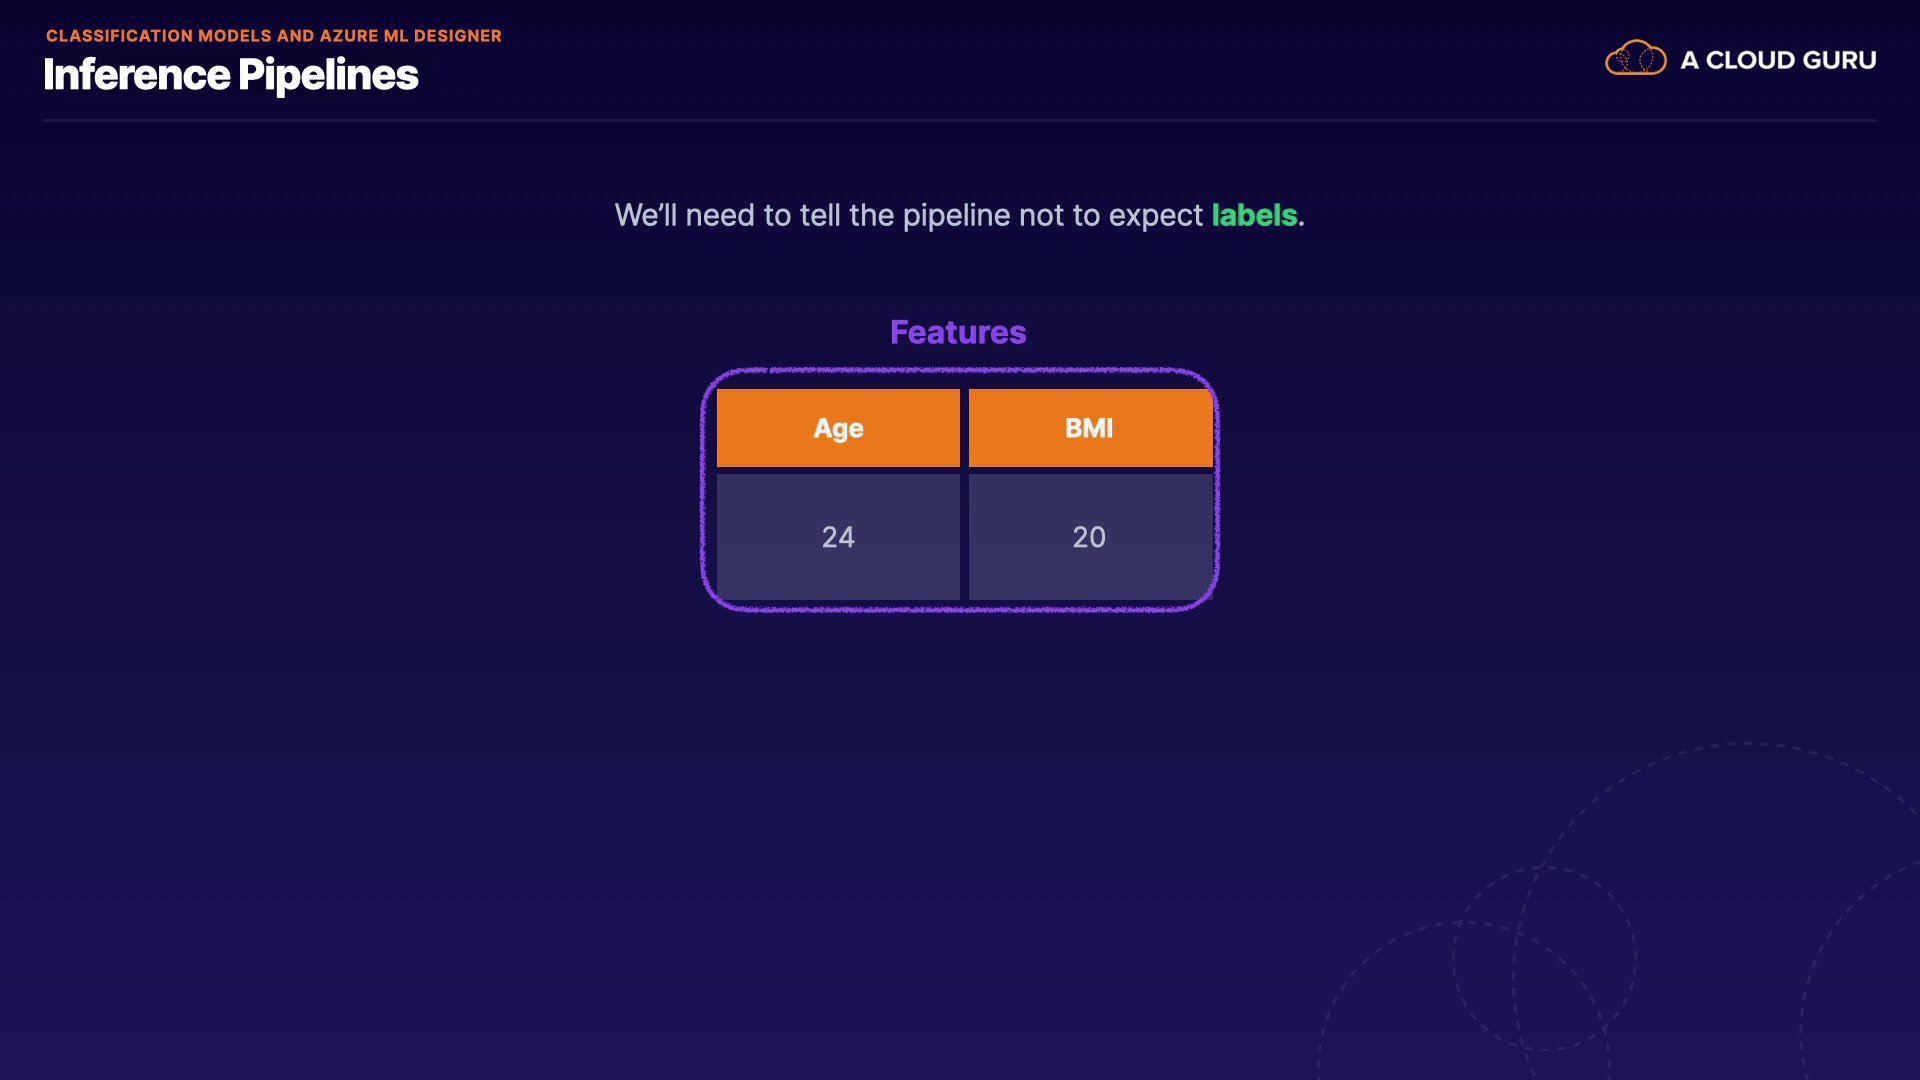 CLASSIFICATION MODELS AND AZURE ML DESIGNER
Inference Pipelines
A CLOUD GURU
We’ll need to tell the pipeline not to expect labels.
Features
Age BMI
24 20